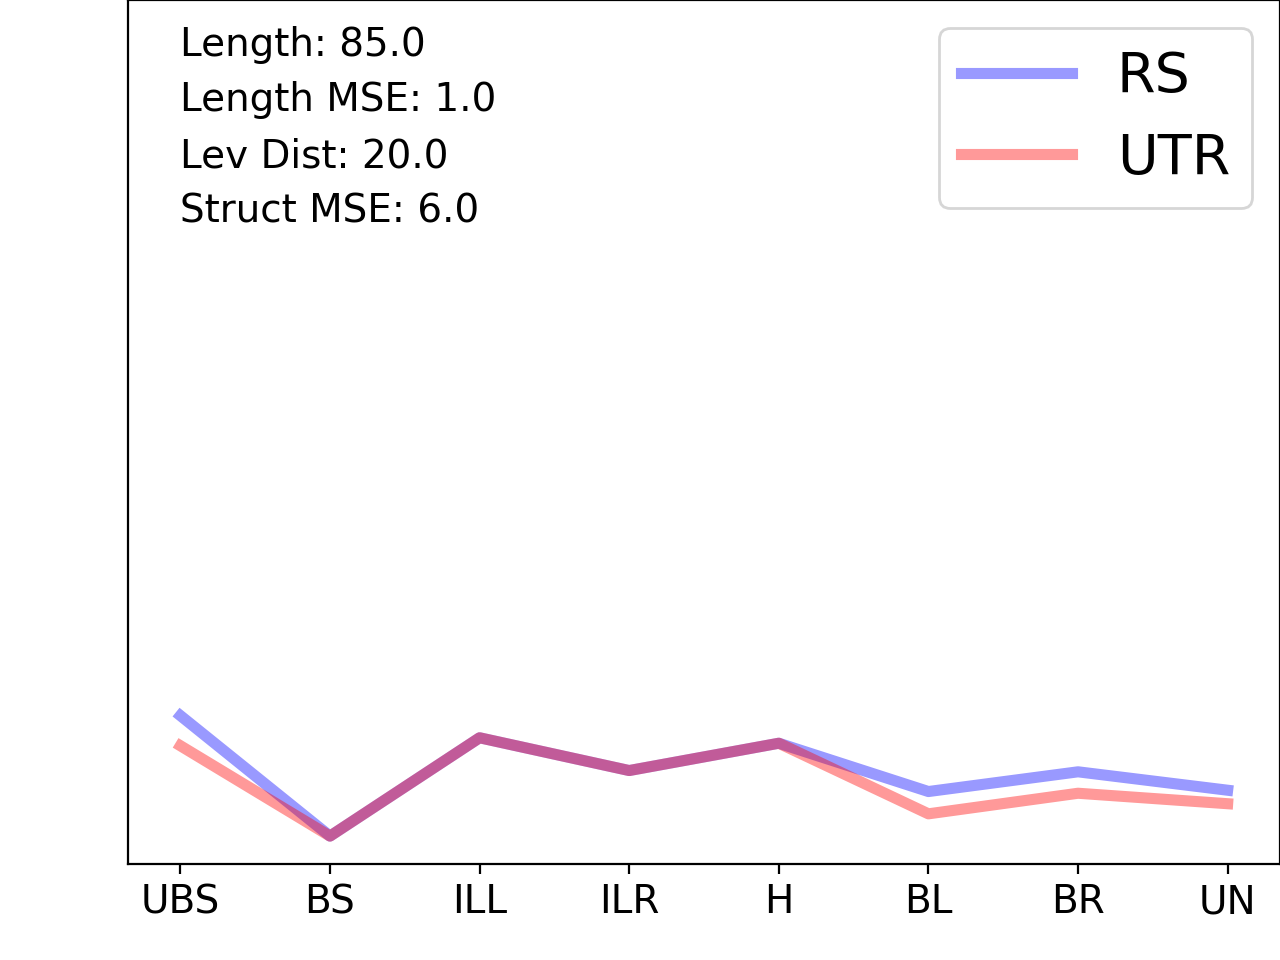 Length: 85.0
Length MSE: 1.0
Lev Dist: 20.0
Struct MSE: 6.0
RS
UTR
UBS BS ILL ILR H BL BR UN